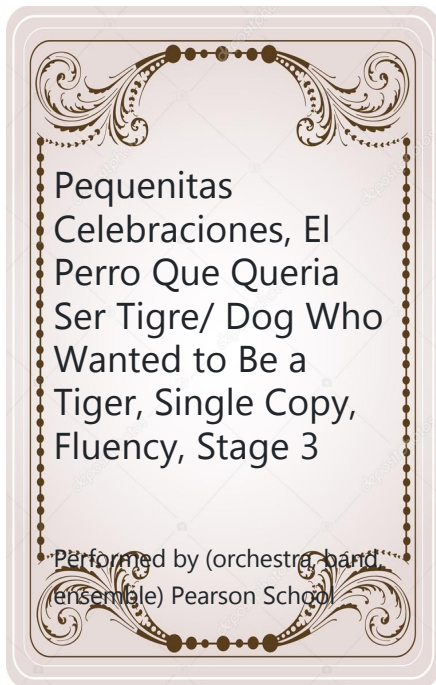 Pequenitas
Celebraciones, El
Perro Que Queria
Ser Tigre/ Dog Who
Wanted to Be a
Tiger, Single Copy,
Fluency, Stage 3
Performed by (orchestra, band,
ensemble) Pearson School